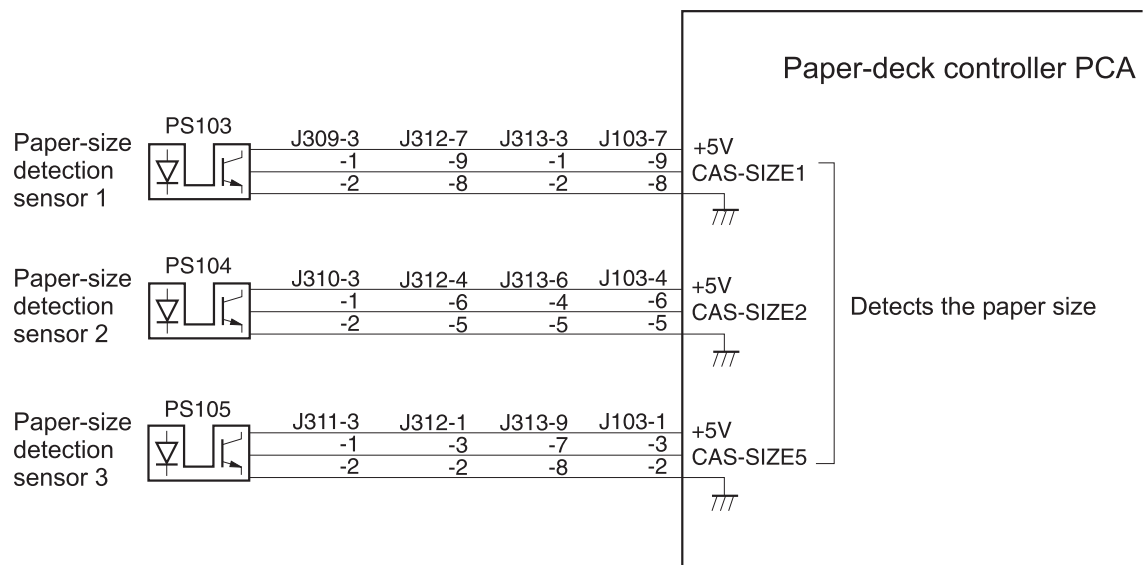 Paper-deck controller PCA
Paper-size
detection
sensor 1
PS103
J309-3 J312-7 J313-3 J103-7 +5V
-1 -9 -1 -9 CAS-SIZE1
-2 -8 -2 -8
Paper-size
detection
sensor 2
PS104
J310-3 J312-4 J313-6 J103-4 +5V
-1 -6 -4 -6 CAS-SIZE2
-2 -5 -5 -5
Detects the paper size
Paper-size
detection
sensor 3
PS105
J311-3 J312-1 J313-9 J103-1 +5V
-1 -3 -7 -3 CAS-SIZE5
-2 -2 -8 -2